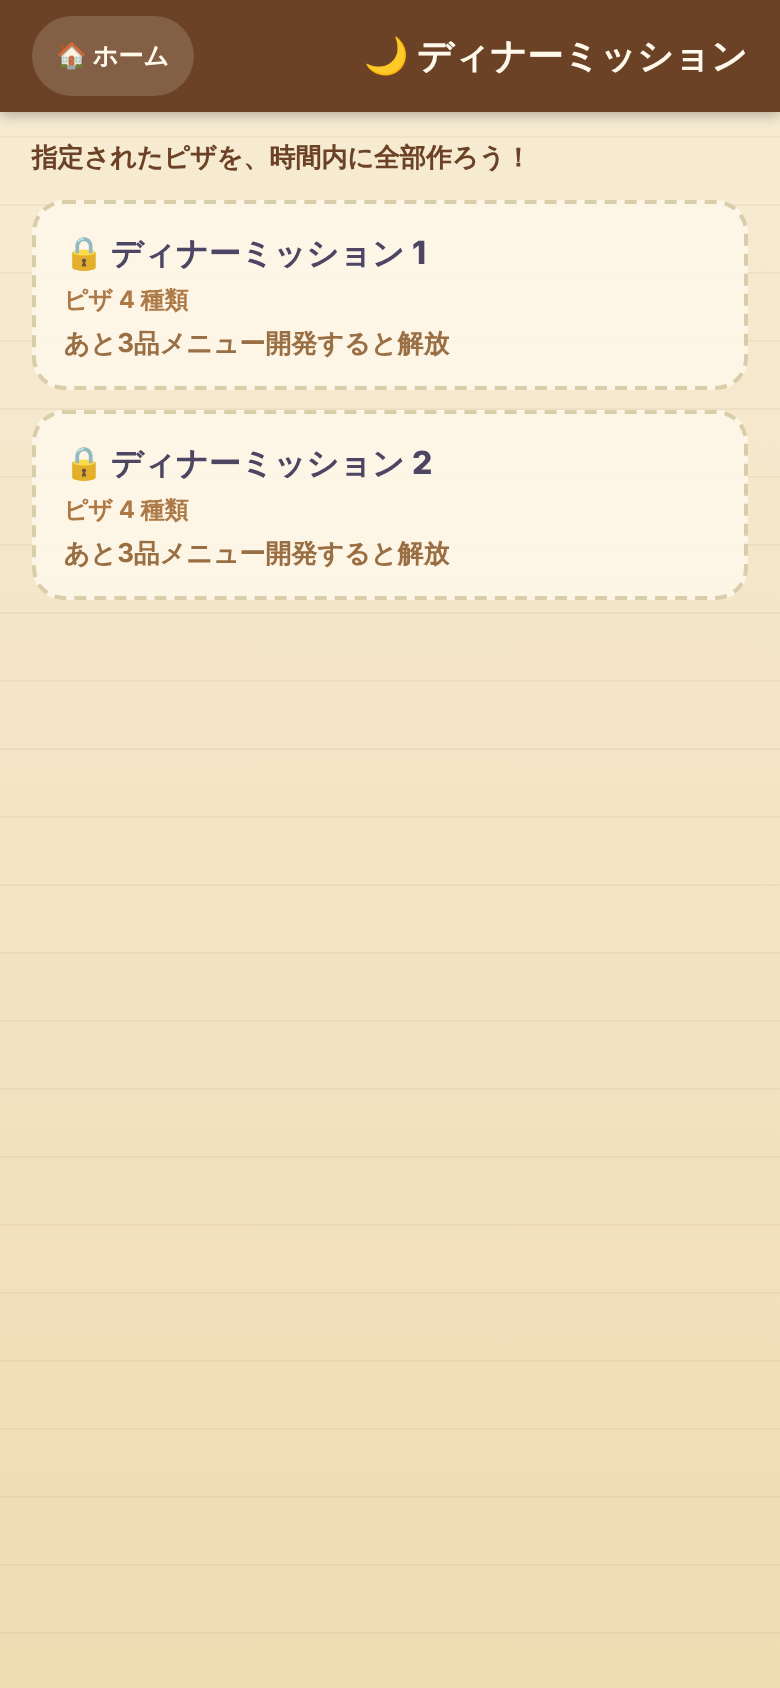 🏠 ホーム
🌙 ディナーミッション
指定されたピザを、時間内に全部作ろう！
🔒 ディナーミッション 1
ピザ 4 種類
あと3品メニュー開発すると解放
🔒 ディナーミッション 2
ピザ 4 種類
あと3品メニュー開発すると解放